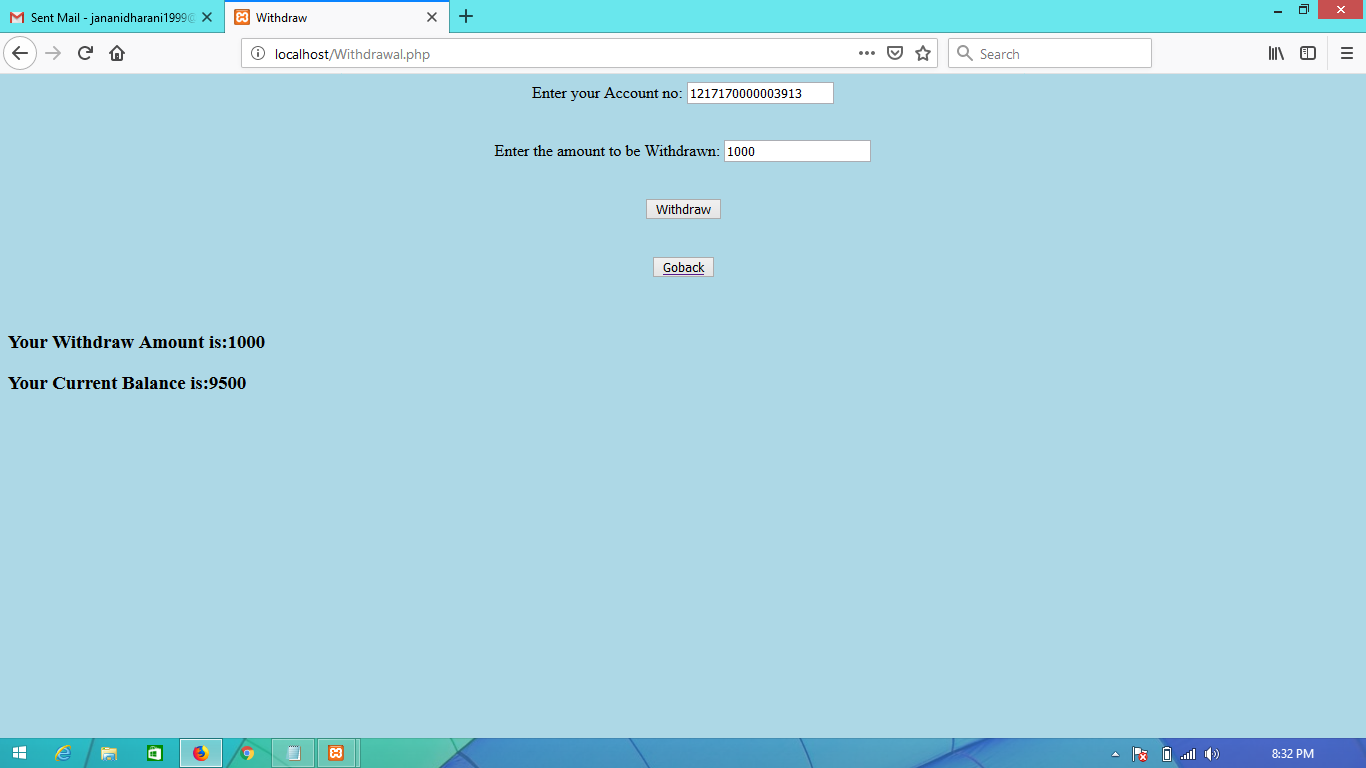 Sent Mail - jananidharani1999@
Withdraw
localhost/Withdrawal.php
Search
Enter your Account no: 1217170000003913
Enter the amount to be Withdrawn: 1000
Withdraw
Goback
Your Withdraw Amount is:1000
Your Current Balance is:9500
8:32 PM